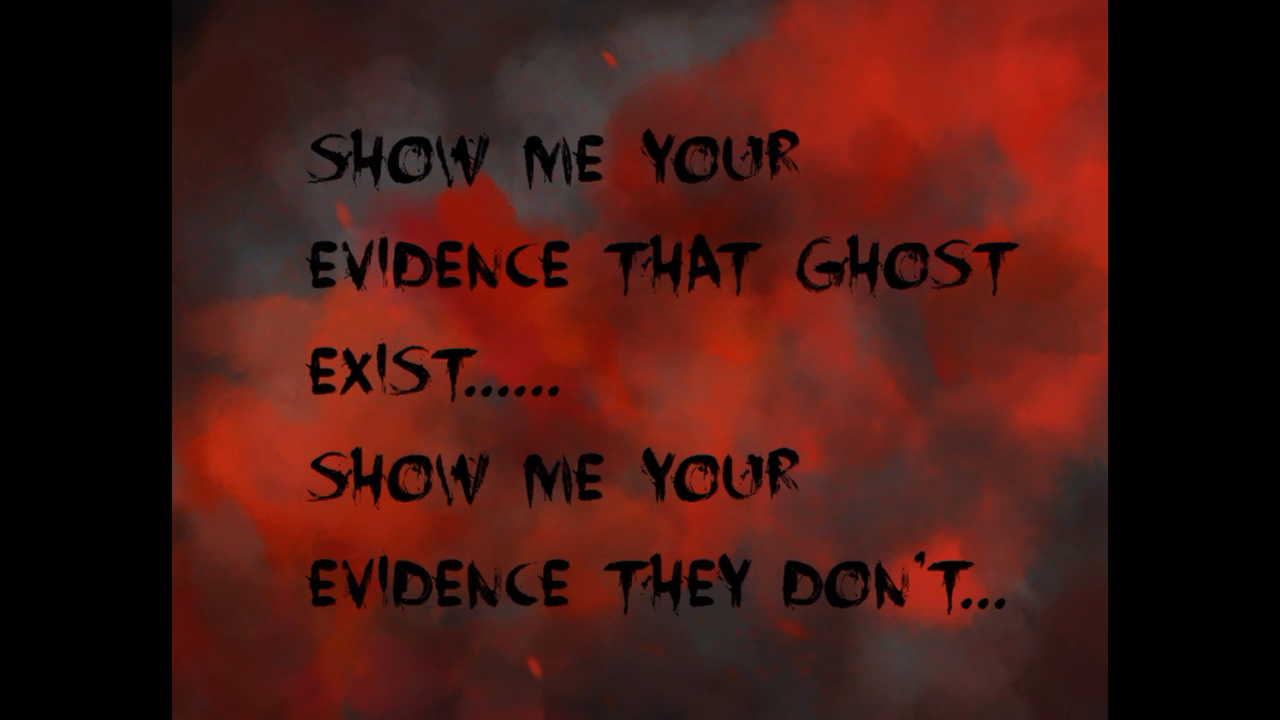 SHOW ME YOUR
EVIDENCE THAT GHOST
EXIST......
SHOW ME YOUR
EVIDENCE THEY DON'T...